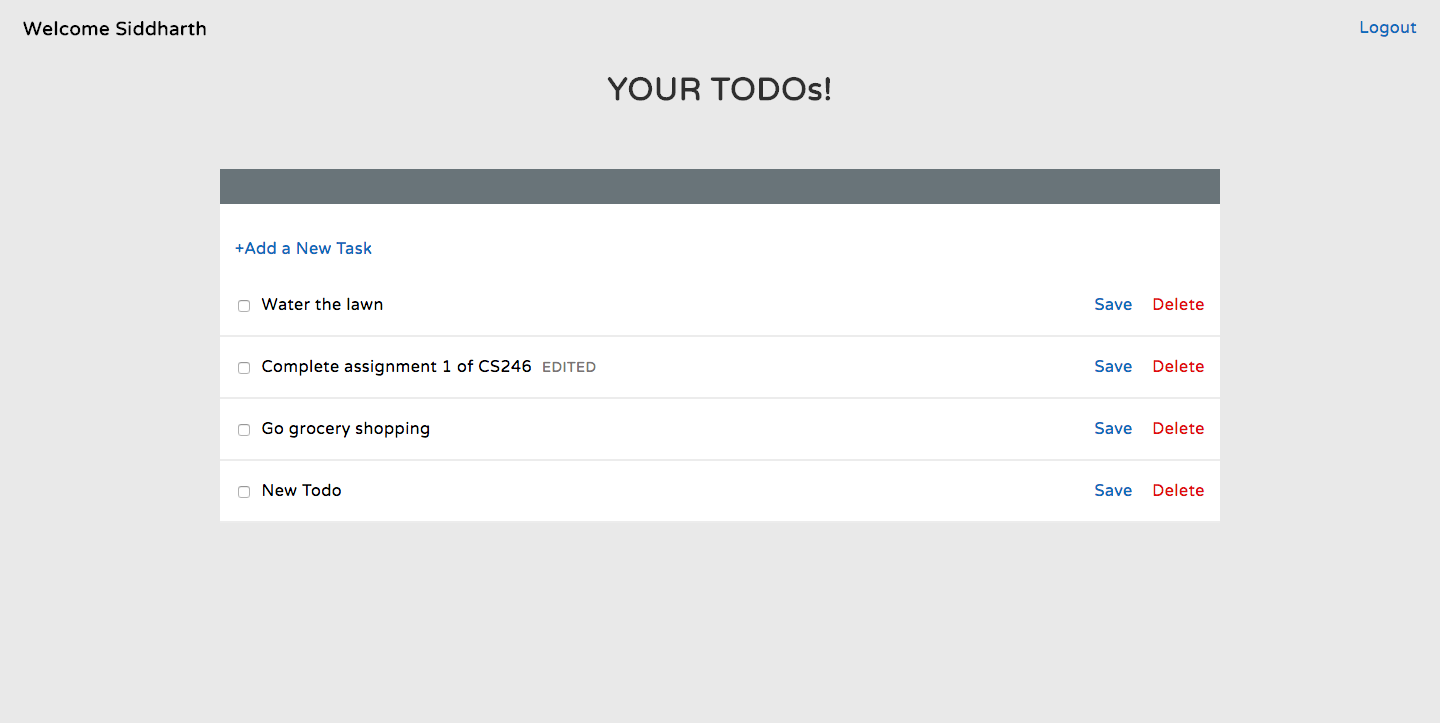 Welcome Siddharth Logout
YOUR TODOs!
+Add a New Task
Water the lawn Save Delete
Complete assignment 1 of CS246 EDITED Save Delete
Go grocery shopping Save Delete
New Todo Save Delete